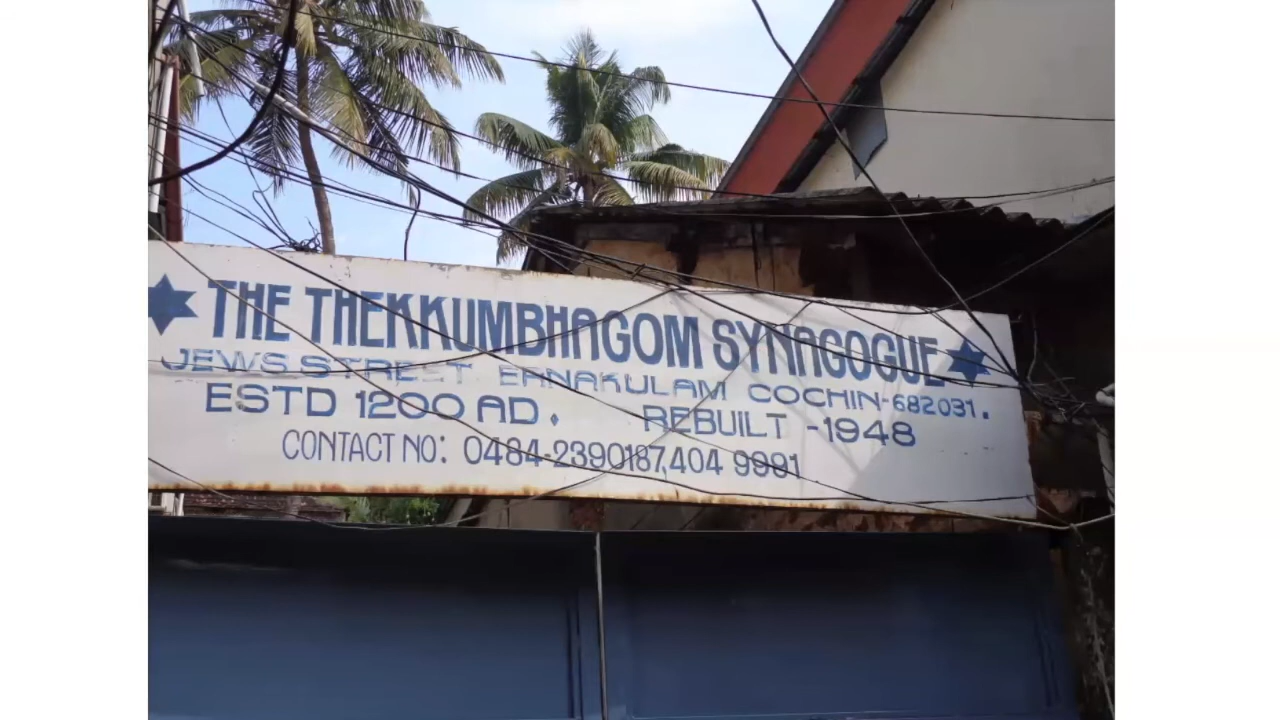 THE THEKKUMBHAGOM SYNAGOGUE
JEWS STREET ERNAKULAM COCHIN-682031.
ESTD 1200 AD. REBUILT -1948
CONTACT NO: 0484-2390187,404 9991